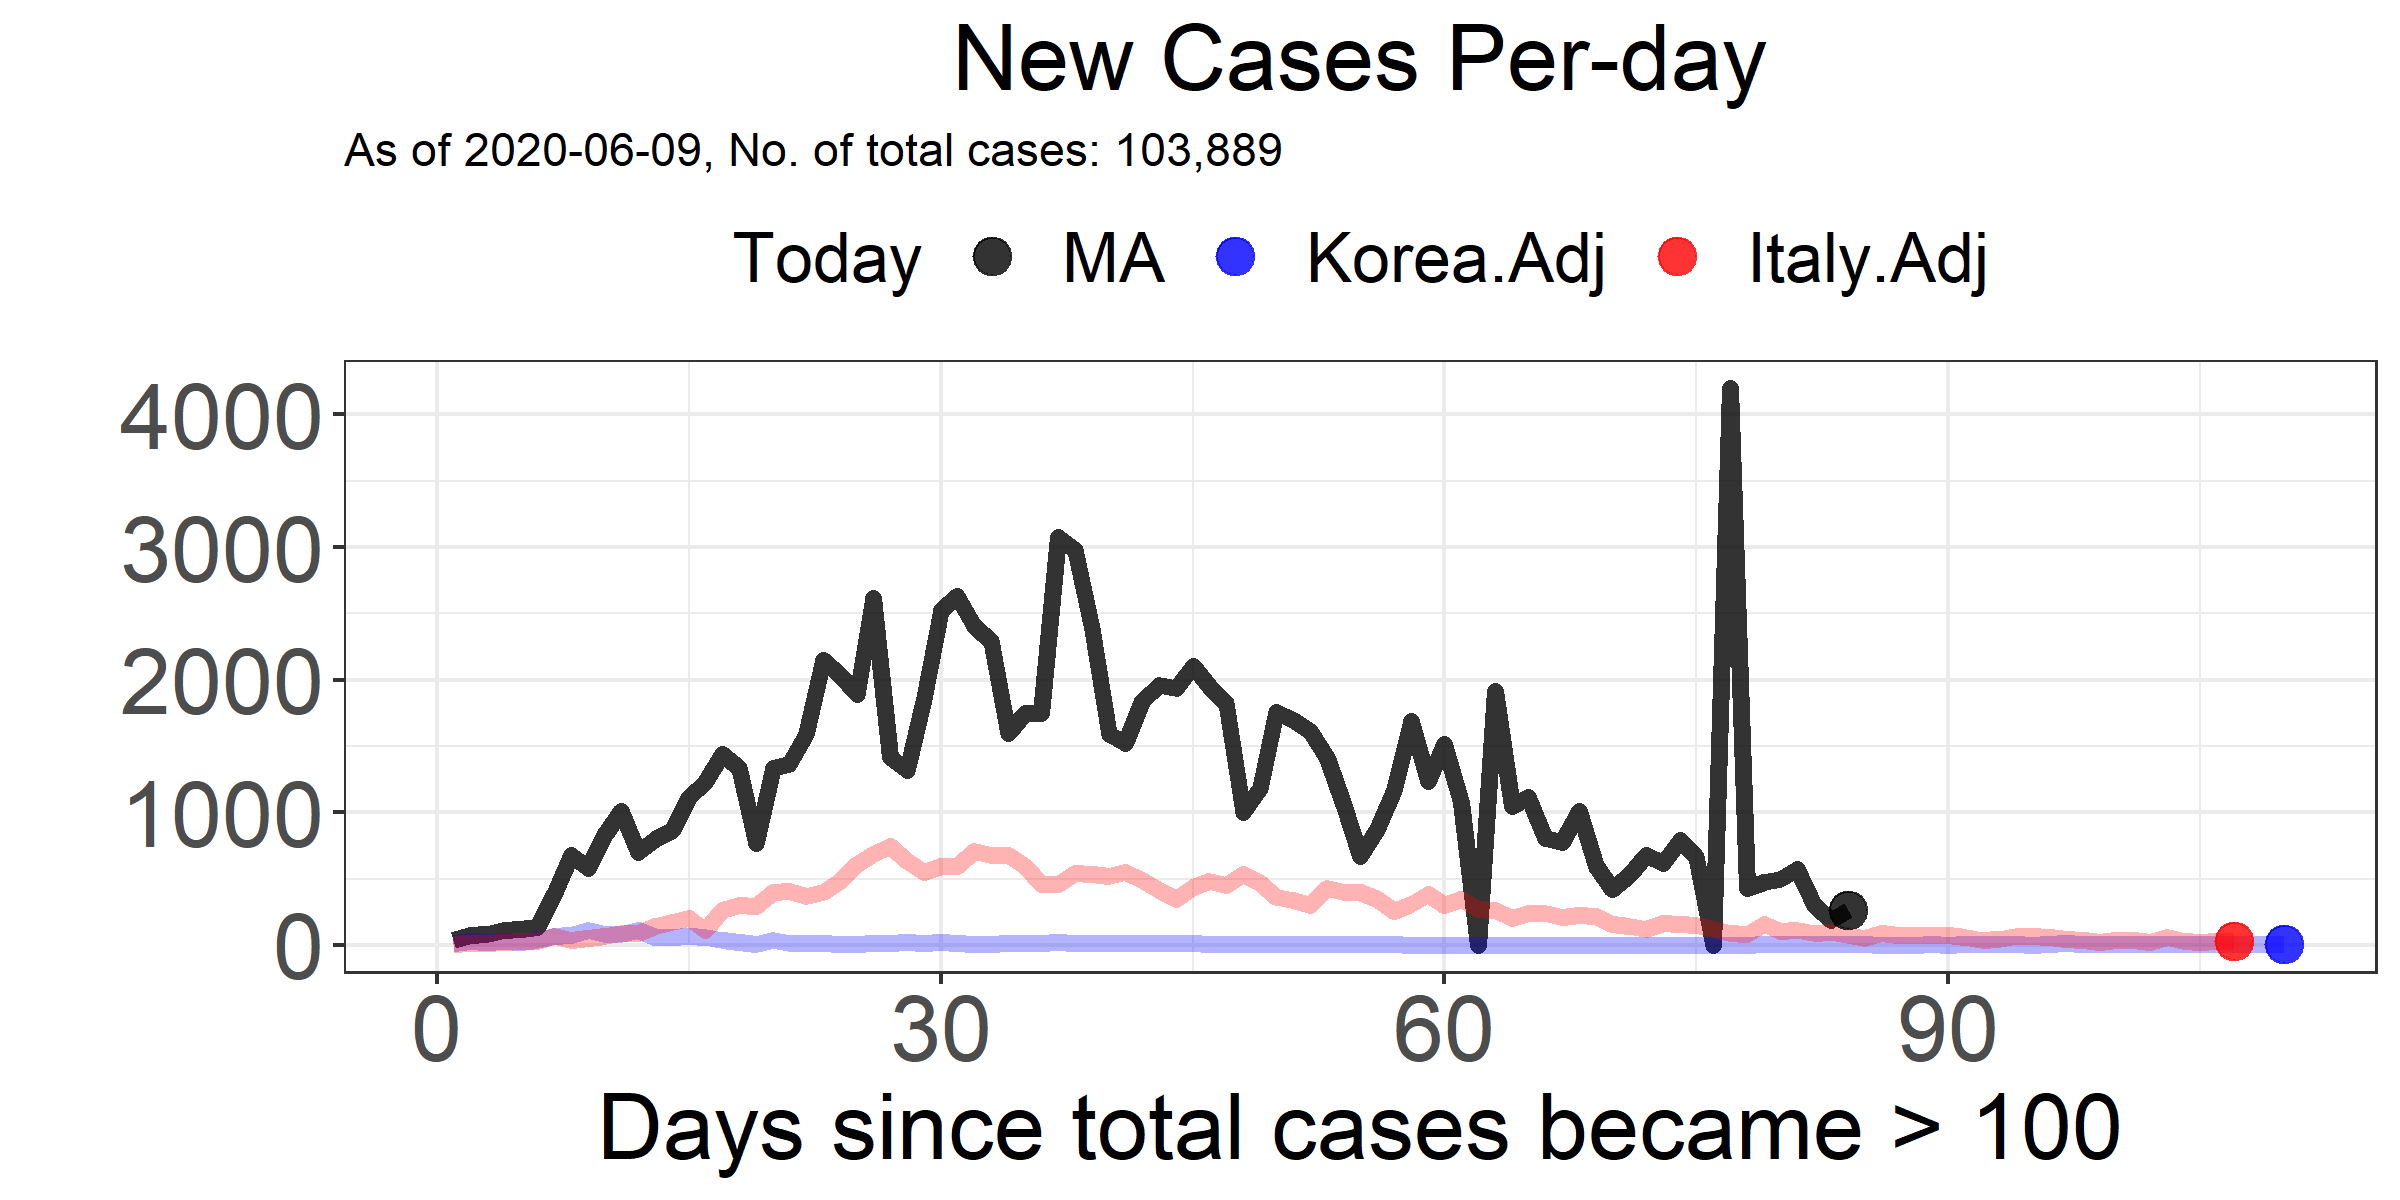 New Cases Per-day
As of 2020-06-09, No. of total cases: 103,889
Today MA Korea.Adj Italy.Adj
4000
3000
2000
1000
0
0 30 60 90
Days since total cases became > 100